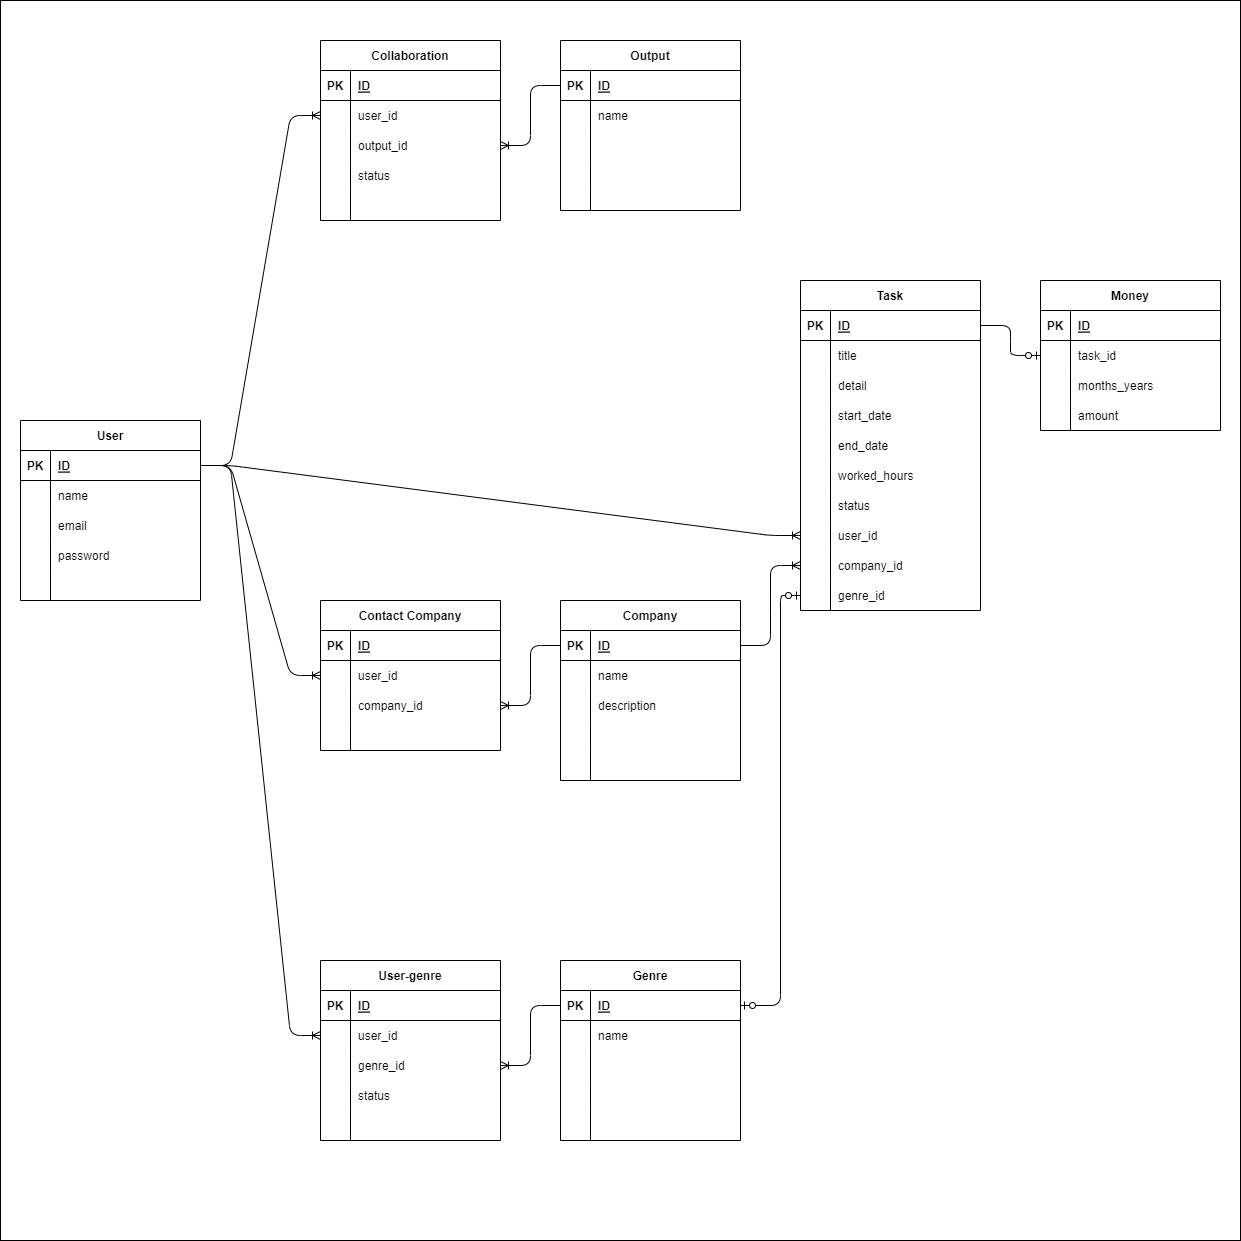 Collaboration
PK ID
user_id
output_id
status
Output
PK ID
name
Task
PK ID
title
detail
start_date
end_date
worked_hours
status
user_id
company_id
genre_id
Money
PK ID
task_id
months_years
amount
User
PK ID
name
email
password
Contact Company
PK ID
user_id
company_id
Company
PK ID
name
description
User-genre
PK ID
user_id
genre_id
status
Genre
PK ID
name